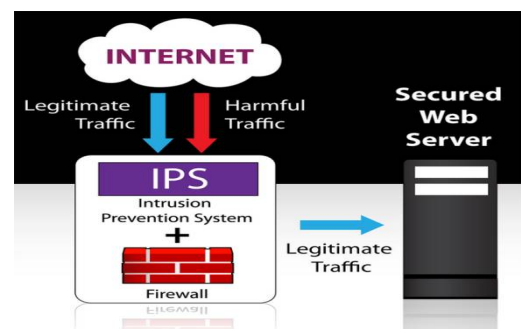 INTERNET
Legitimate
Traffic
Harmful
Traffic
Secured
Web
Server
IPS
Intrusion
Prevention System
+
Firewall
Legitimate
Traffic